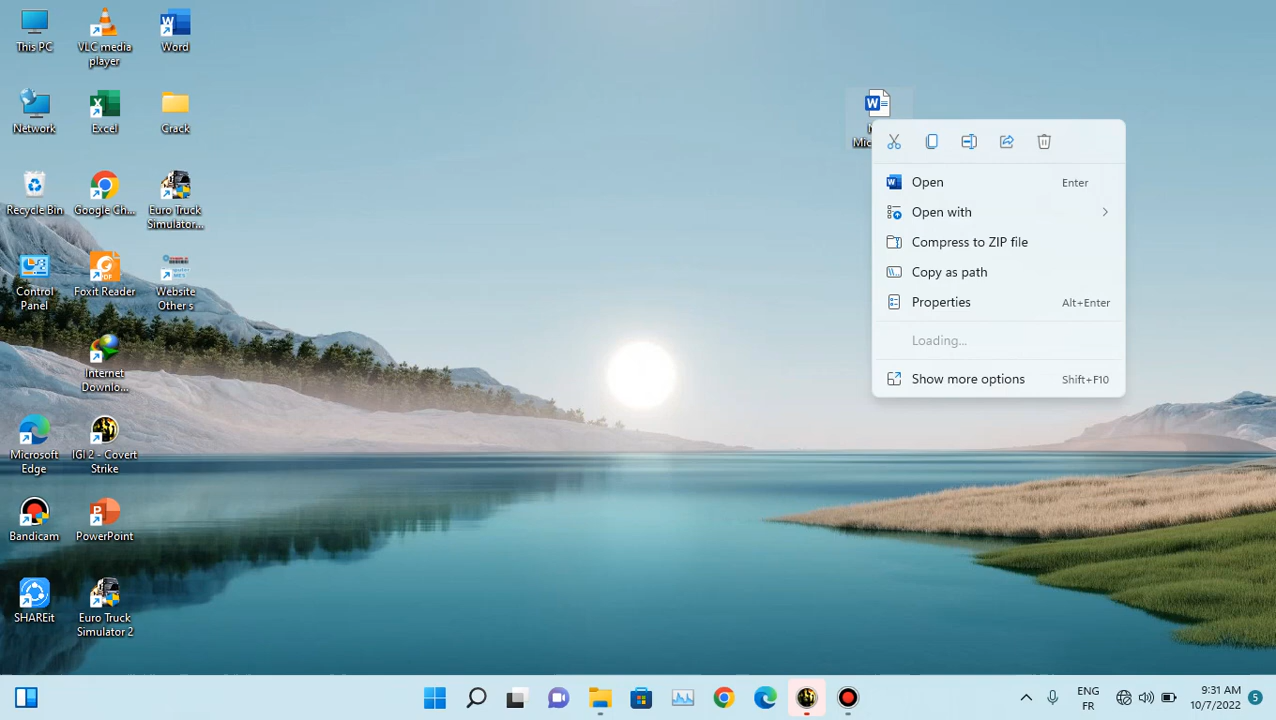 This PC
VLC media
player
Word
Network
Excel
Crack
Recycle Bin
Google Ch...
Euro Truck
Simulator...
Control
Panel
Foxit Reader
Website
Other s
Internet
Downlo...
Microsoft
Edge
IGI 2 - Covert
Strike
Bandicam
PowerPoint
SHAREit
Euro Truck
Simulator 2
Open Enter
Open with
Compress to ZIP file
Copy as path
Properties Alt+Enter
Loading...
Show more options Shift+F10
ENG
FR
9:31 AM
10/7/2022
5